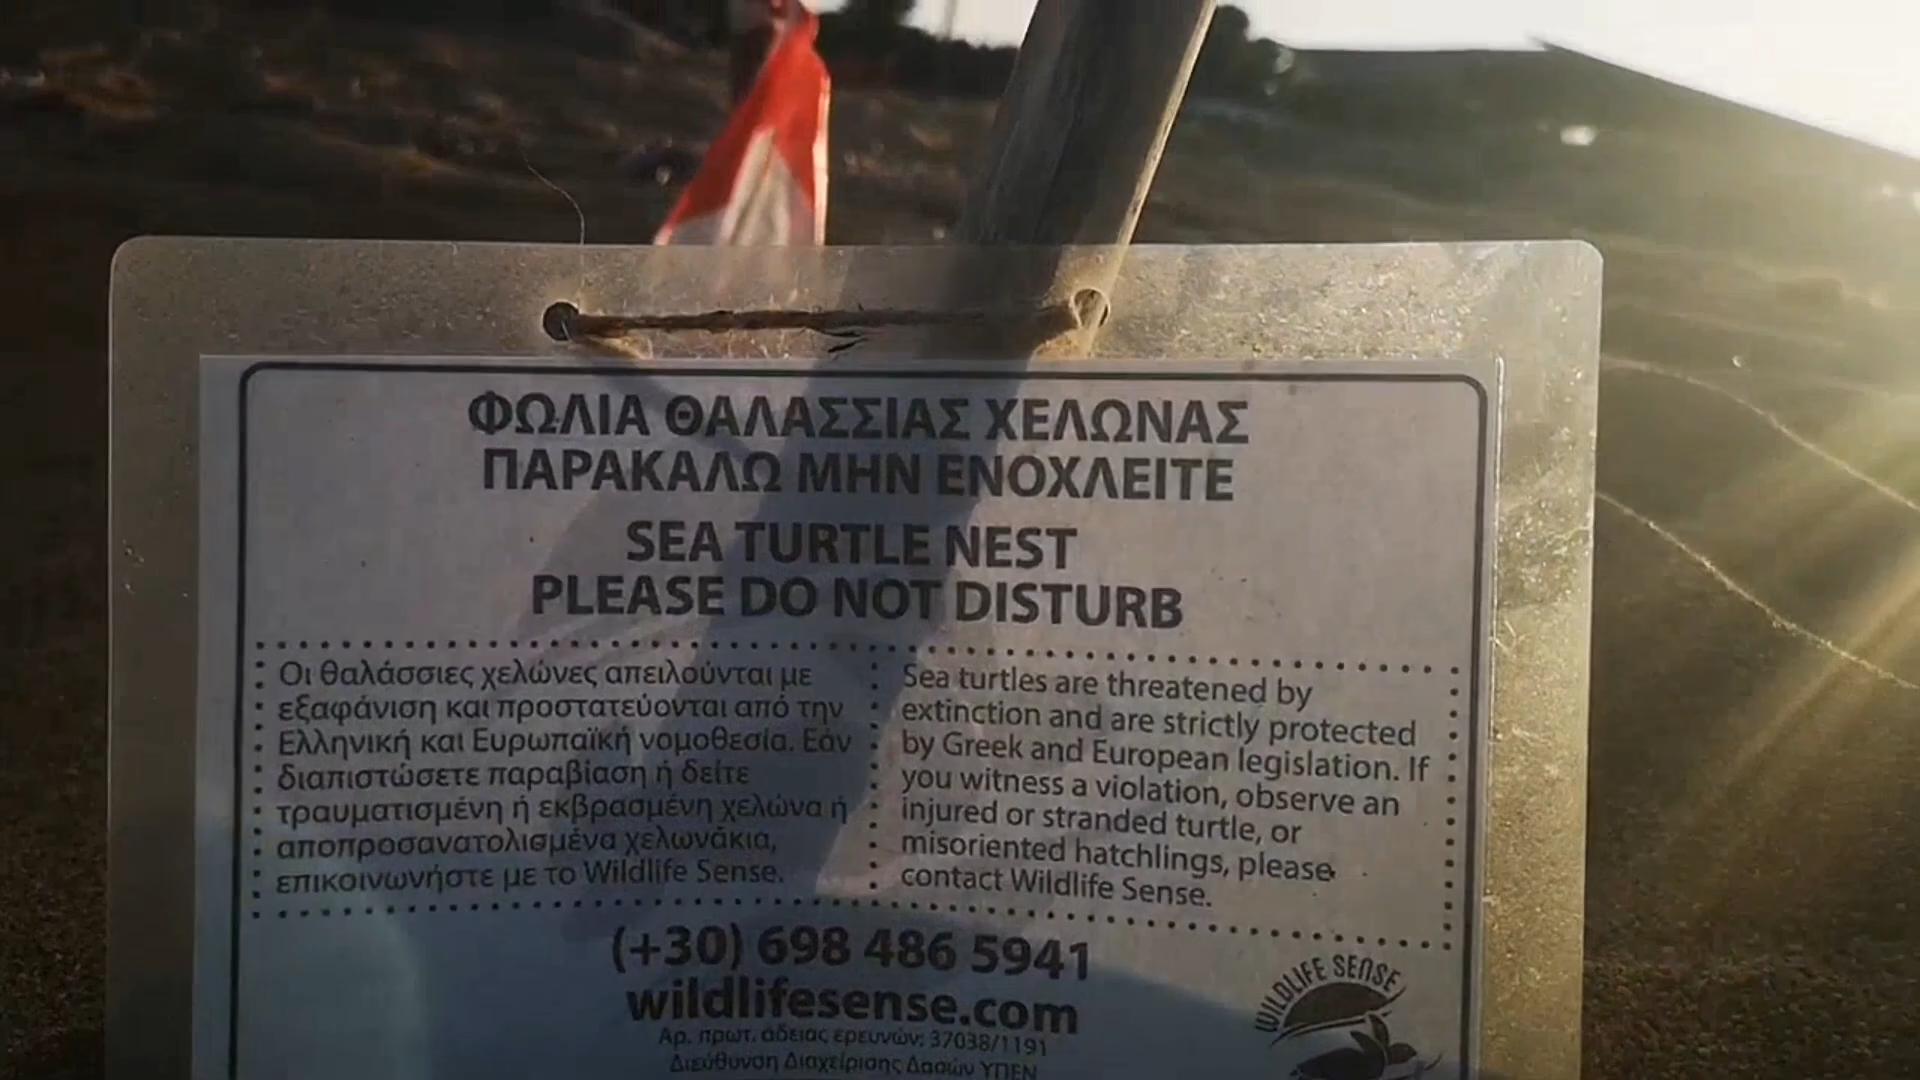 ΦΩΛΙΑ ΘΑΛΑΣΣΙΑΣ ΧΕΛΩΝΑΣ
ΠΑΡΑΚΑΛΩ ΜΗΝ ΕΝΟΧΛΕΙΤΕ
SEA TURTLE NEST
PLEASE DO NOT DISTURB
Οι θαλάσσιες χελώνες απειλούνται με
εξαφάνιση και προστατεύονται από την
Ελληνική και Ευρωπαϊκή νομοθεσία. Εάν
διαπιστώσετε παραβίαση ή δείτε
τραυματισμένη ή εκβρασμένη χελώνα ή
αποπροσανατολισμένα χελωνάκια,
επικοινωνήστε με το Wildlife Sense.
Sea turtles are threatened by
extinction and are strictly protected
by Greek and European legislation. If
you witness a violation, observe an
injured or stranded turtle, or
misoriented hatchlings, please
contact Wildlife Sense.
(+30) 698 486 5941
wildlifesense.com
Αρ. πρωτ. άδειας ερευνών: 37038/1191
Διεύθυνση Διαχείρισης Δασών ΥΠΕΝ
WILDLIFE SENSE